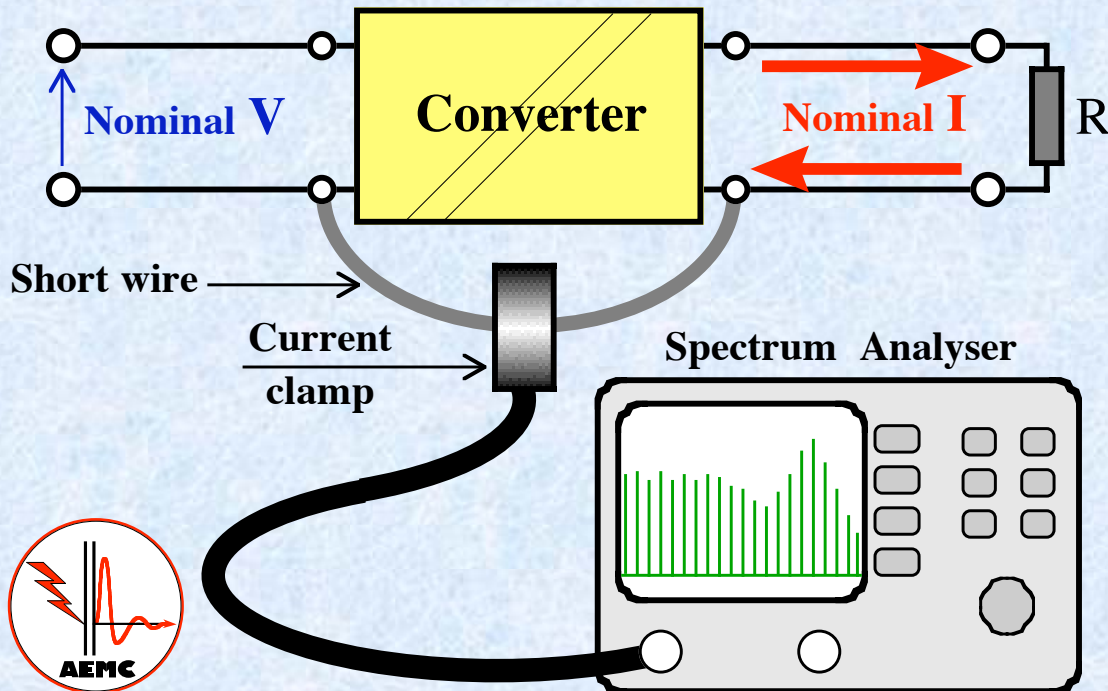 Nominal V
Converter
Nominal I
R
Short wire
Current
clamp
Spectrum Analyser
AEMC